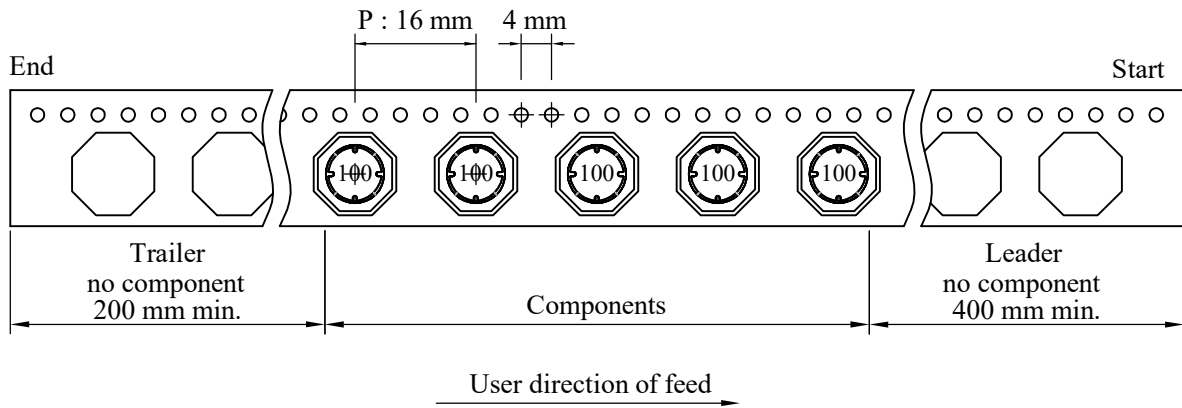 P : 16 mm
4 mm
End
Start
100
100
100
100
100
Trailer
no component
200 mm min.
Components
Leader
no component
400 mm min.
User direction of feed